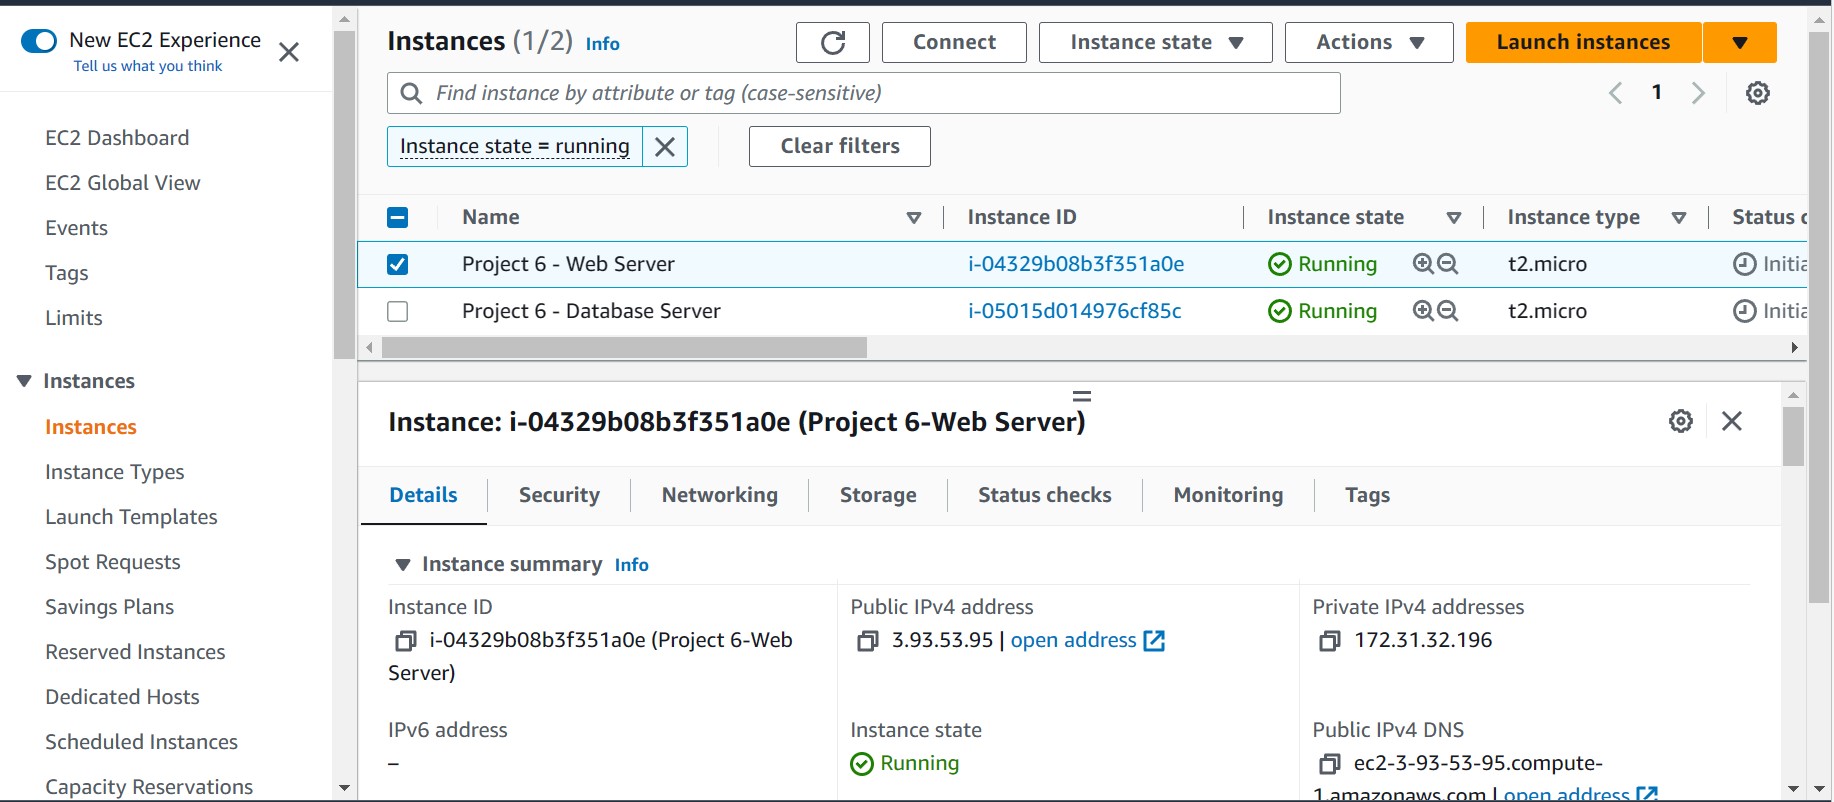 New EC2 Experience
Tell us what you think
EC2 Dashboard
EC2 Global View
Events
Tags
Limits
Instances
Instances
Instance Types
Launch Templates
Spot Requests
Savings Plans
Reserved Instances
Dedicated Hosts
Scheduled Instances
Capacity Reservations
Instances (1/2) Info
Connect
Instance state
Actions
Launch instances
Find instance by attribute or tag (case-sensitive)
1
Instance state = running
Clear filters
Name Instance ID Instance state Instance type Status c
Project 6 - Web Server i-04329b08b3f351a0e Running t2.micro Initia
Project 6 - Database Server i-05015d014976cf85c Running t2.micro Initia
Instance: i-04329b08b3f351a0e (Project 6-Web Server)
Details Security Networking Storage Status checks Monitoring Tags
Instance summary Info
Instance ID
i-04329b08b3f351a0e (Project 6-Web
Server)
Public IPv4 address
3.93.53.95 | open address
Private IPv4 addresses
172.31.32.196
IPv6 address
–
Instance state
Running
Public IPv4 DNS
ec2-3-93-53-95.compute-
1.amazonaws.com | open address